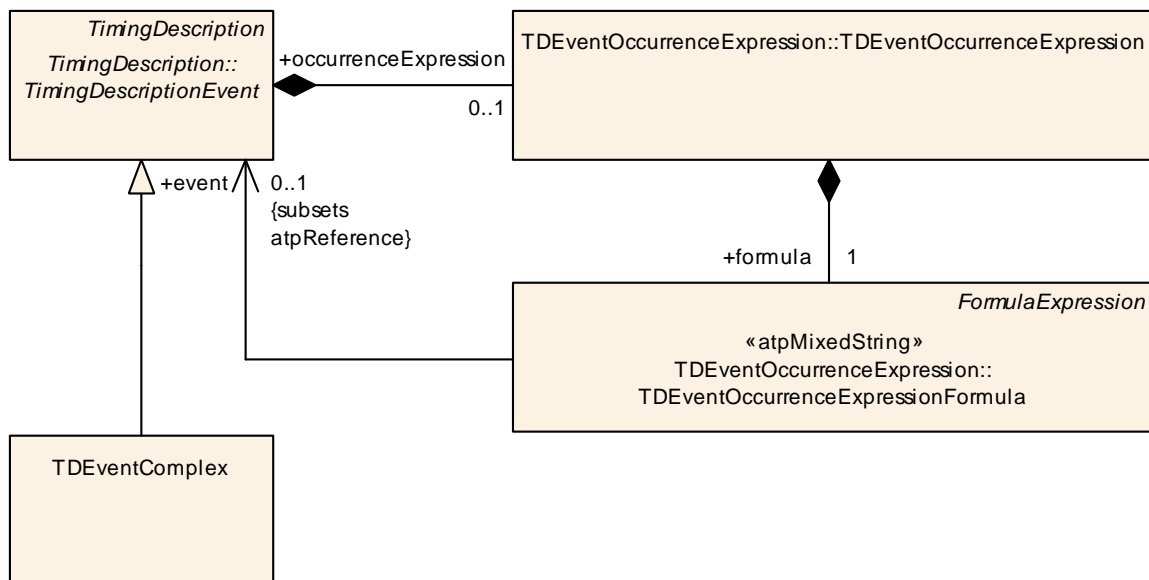 TimingDescription
TimingDescription::
TimingDescriptionEvent
+occurrenceExpression
0..1
TDEventOccurrenceExpression::TDEventOccurrenceExpression
+event
0..1
{subsets
atpReference}
+formula
1
FormulaExpression
«atpMixedString»
TDEventOccurrenceExpression::
TDEventOccurrenceExpressionFormula
TDEventComplex